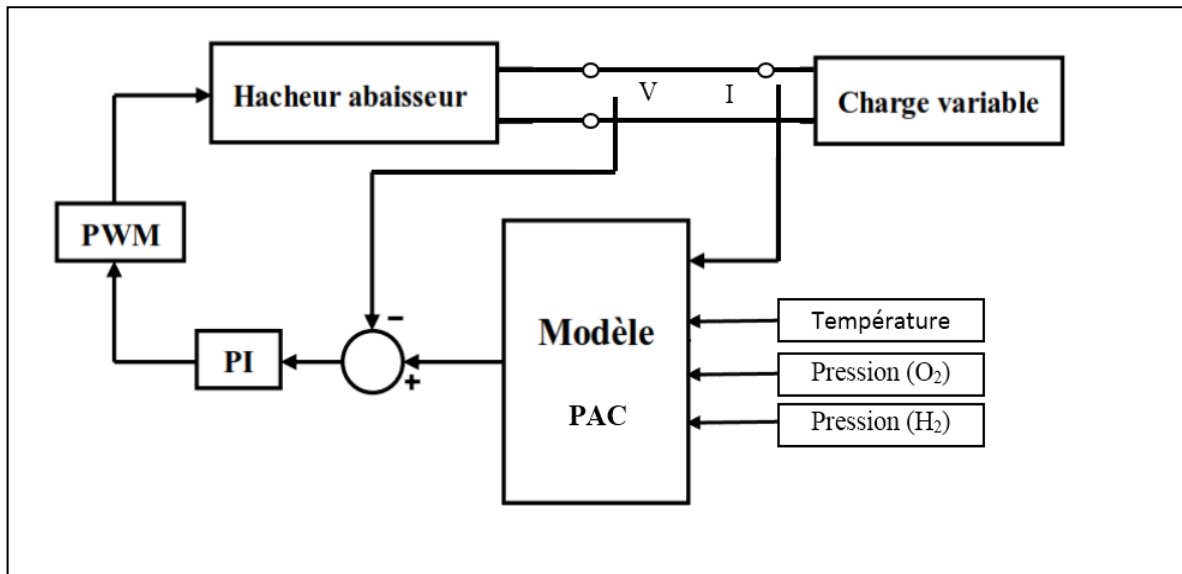 Hacheur abaisseur
V
I
Charge variable
PWM
−
Modèle
PAC
Température
PI
+
Pression (O₂)
Pression (H₂)